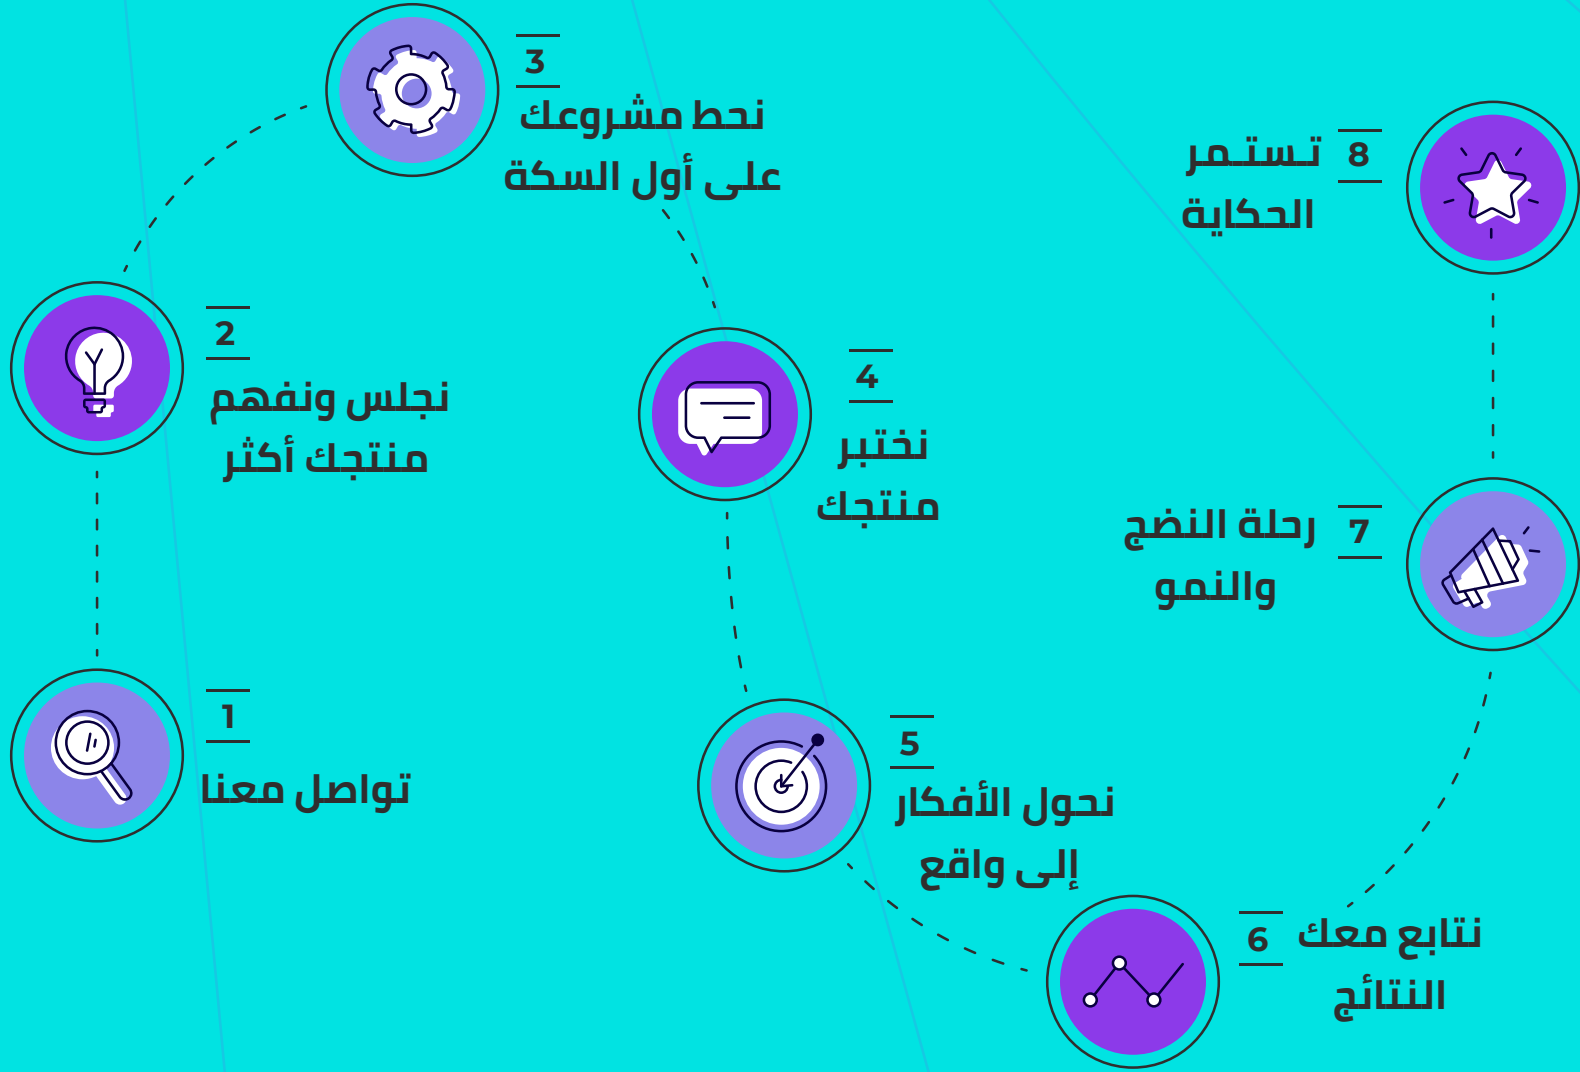 1
تواصل معنا
2
نجلس ونفهم
منتجك أكثر
3
نحط مشروعك
على أول السكة
4
نختبر
منتجك
5
نحول الأفكار
إلى واقع
6
نتابع معك
النتائج
7
رحلة النضج
والنمو
8
تـستـمر
الحكاية